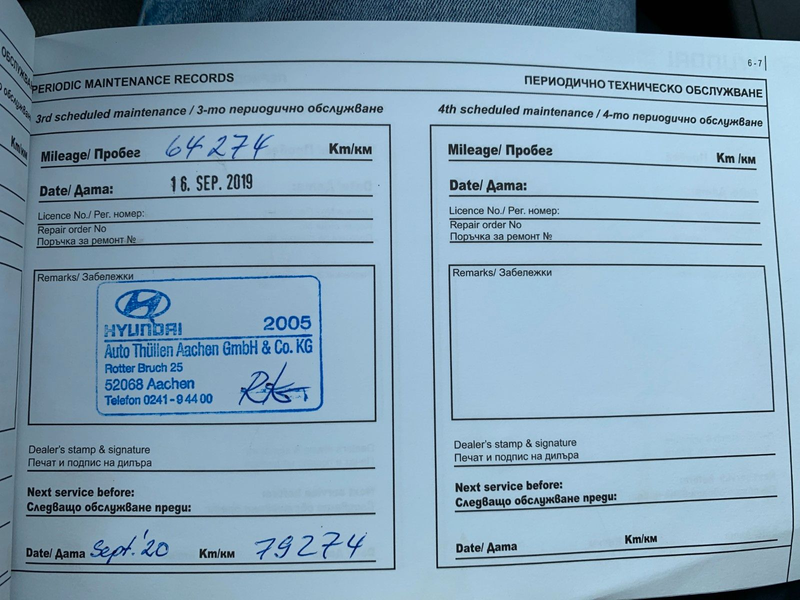 6-7
PERIODIC MAINTENANCE RECORDS
ПЕРИОДИЧНО ТЕХНИЧЕСКО ОБСЛУЖВАНЕ
3rd scheduled maintenance / 3-то периодично обслужване
Mileage/ Пробег 64274 Km/км
Date/ Дата: 16. SEP. 2019
Licence No./ Рег. номер:
Repair order No
Поръчка за ремонт №
Remarks/ Забележки
HYUNDAI 2005
Auto Thüllen Aachen GmbH & Co. KG
Rotter Bruch 25
52068 Aachen
Telefon 0241-9 44 00
Dealer's stamp & signature
Печат и подпис на дилъра
Next service before:
Следващо обслужване преди:
Date/ Дата Sept.'20 Km/км 79274
4th scheduled maintenance / 4-то периодично обслужване
Mileage/ Пробег Km /км
Date/ Дата:
Licence No./ Рег. номер:
Repair order No
Поръчка за ремонт №
Remarks/ Забележки
Dealer's stamp & signature
Печат и подпис на дилъра
Next service before:
Следващо обслужване преди:
Date/ Дата Km/км